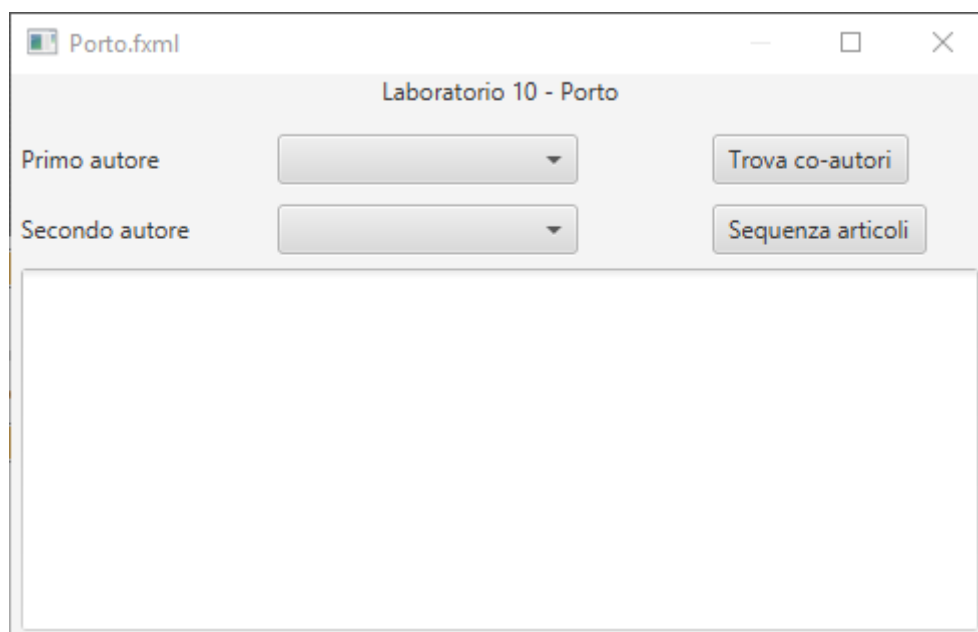 Porto.fxml
Laboratorio 10 - Porto
Primo autore
Trova co-autori
Secondo autore
Sequenza articoli